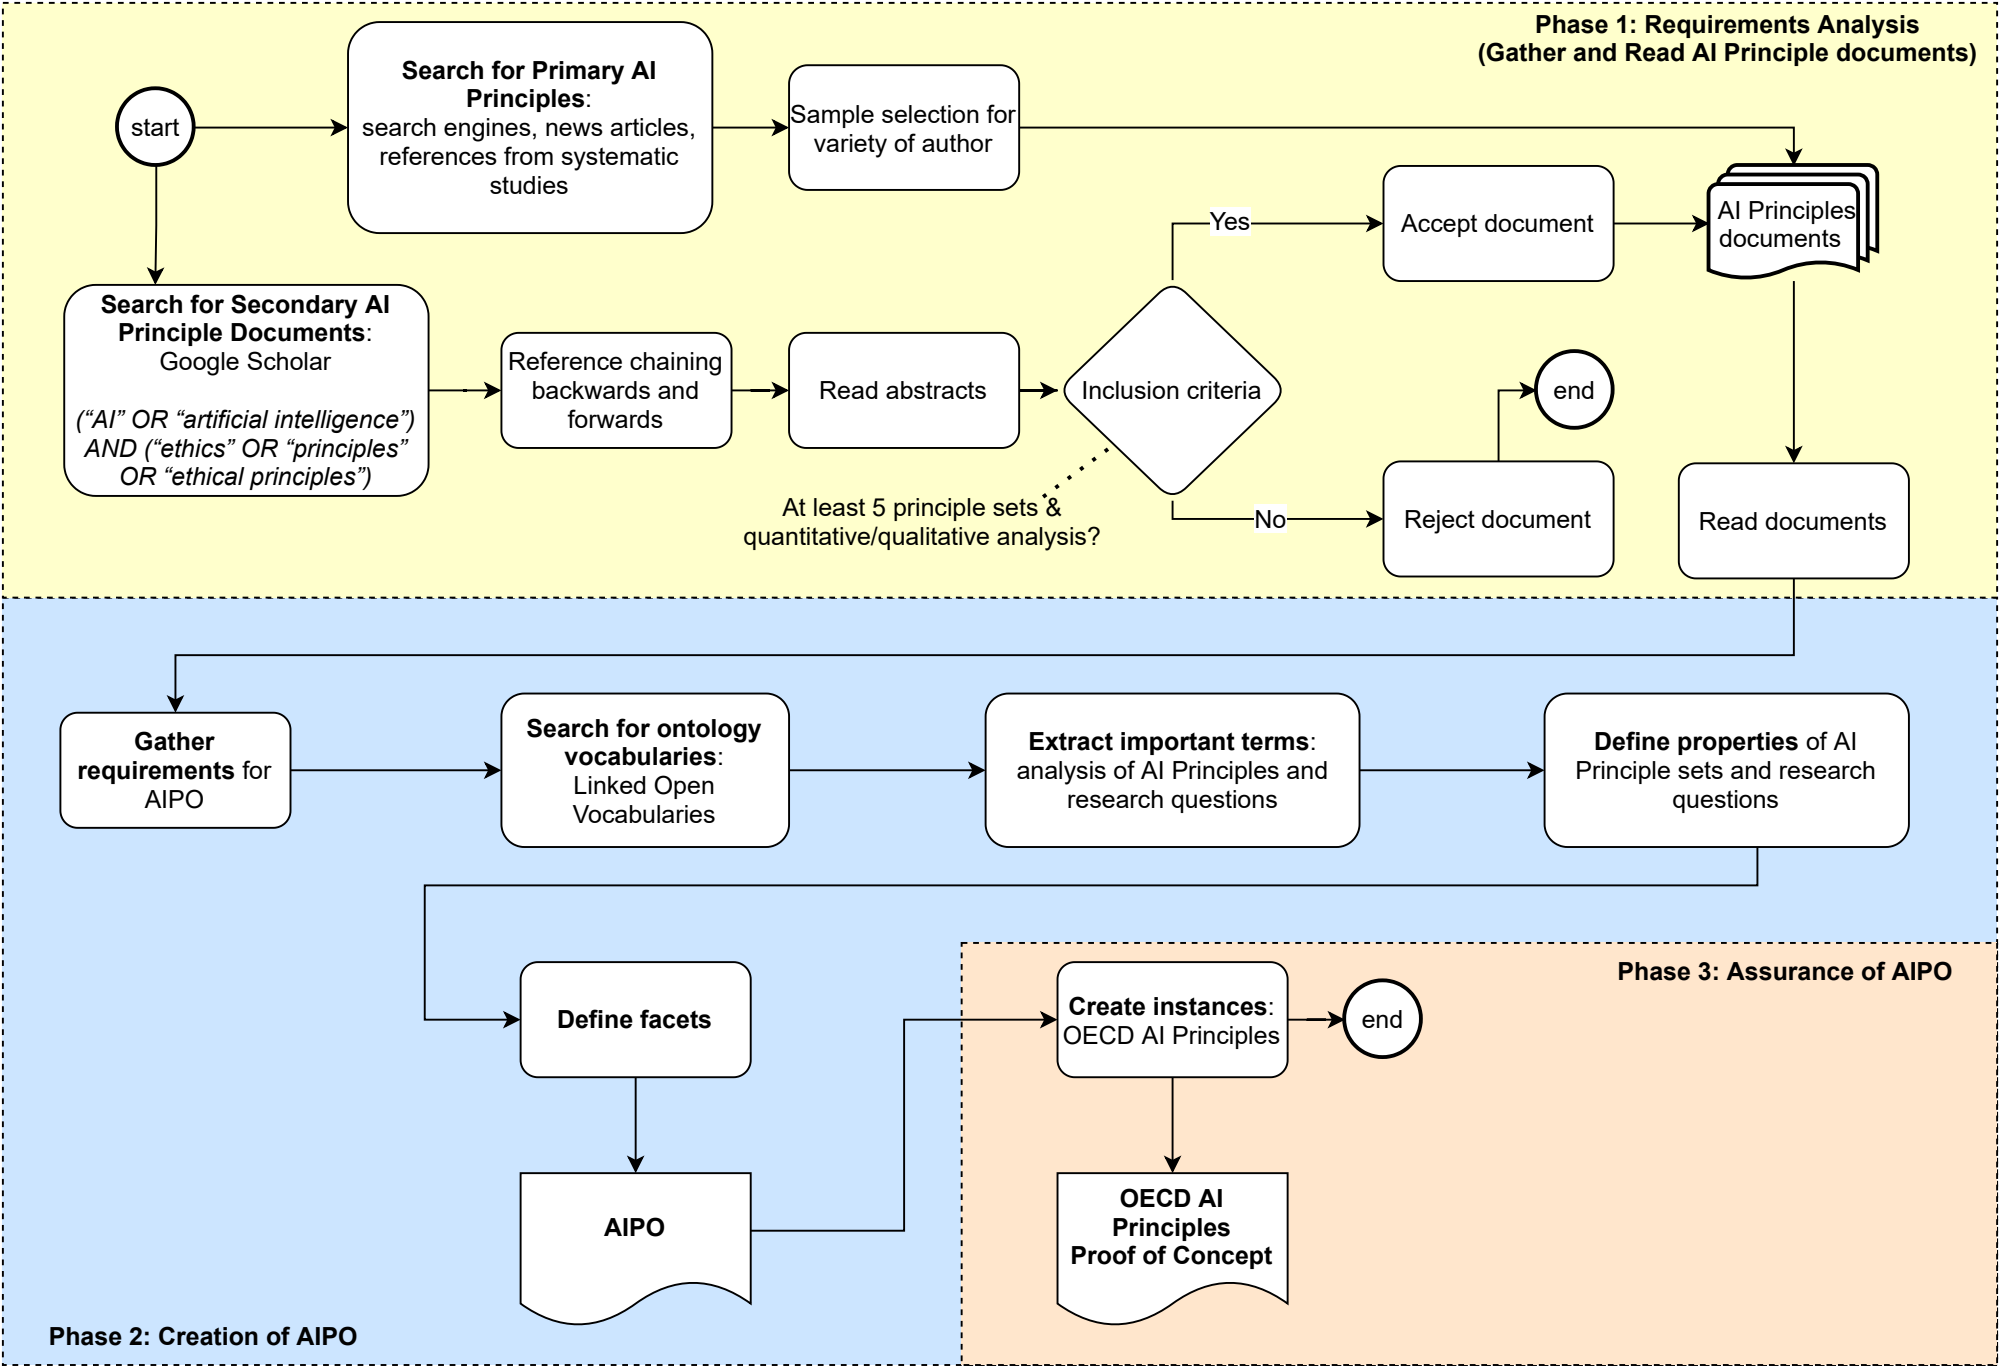 Phase 1: Requirements Analysis
(Gather and Read AI Principle documents)
start
Search for Primary AI
Principles:
search engines, news articles,
references from systematic
studies
Sample selection for
variety of author
Yes
Accept document
AI Principles
documents
Search for Secondary AI
Principle Documents:
Google Scholar
(“AI” OR “artificial intelligence”)
AND (“ethics” OR “principles”
OR “ethical principles”)
Reference chaining
backwards and
forwards
Read abstracts
Inclusion criteria
end
At least 5 principle sets &
quantitative/qualitative analysis?
No
Reject document
Read documents
Gather
requirements for
AIPO
Search for ontology
vocabularies:
Linked Open
Vocabularies
Extract important terms:
analysis of AI Principles and
research questions
Define properties of AI
Principle sets and research
questions
Define facets
AIPO
Phase 2: Creation of AIPO
Phase 3: Assurance of AIPO
Create instances:
OECD AI Principles
end
OECD AI
Principles
Proof of Concept